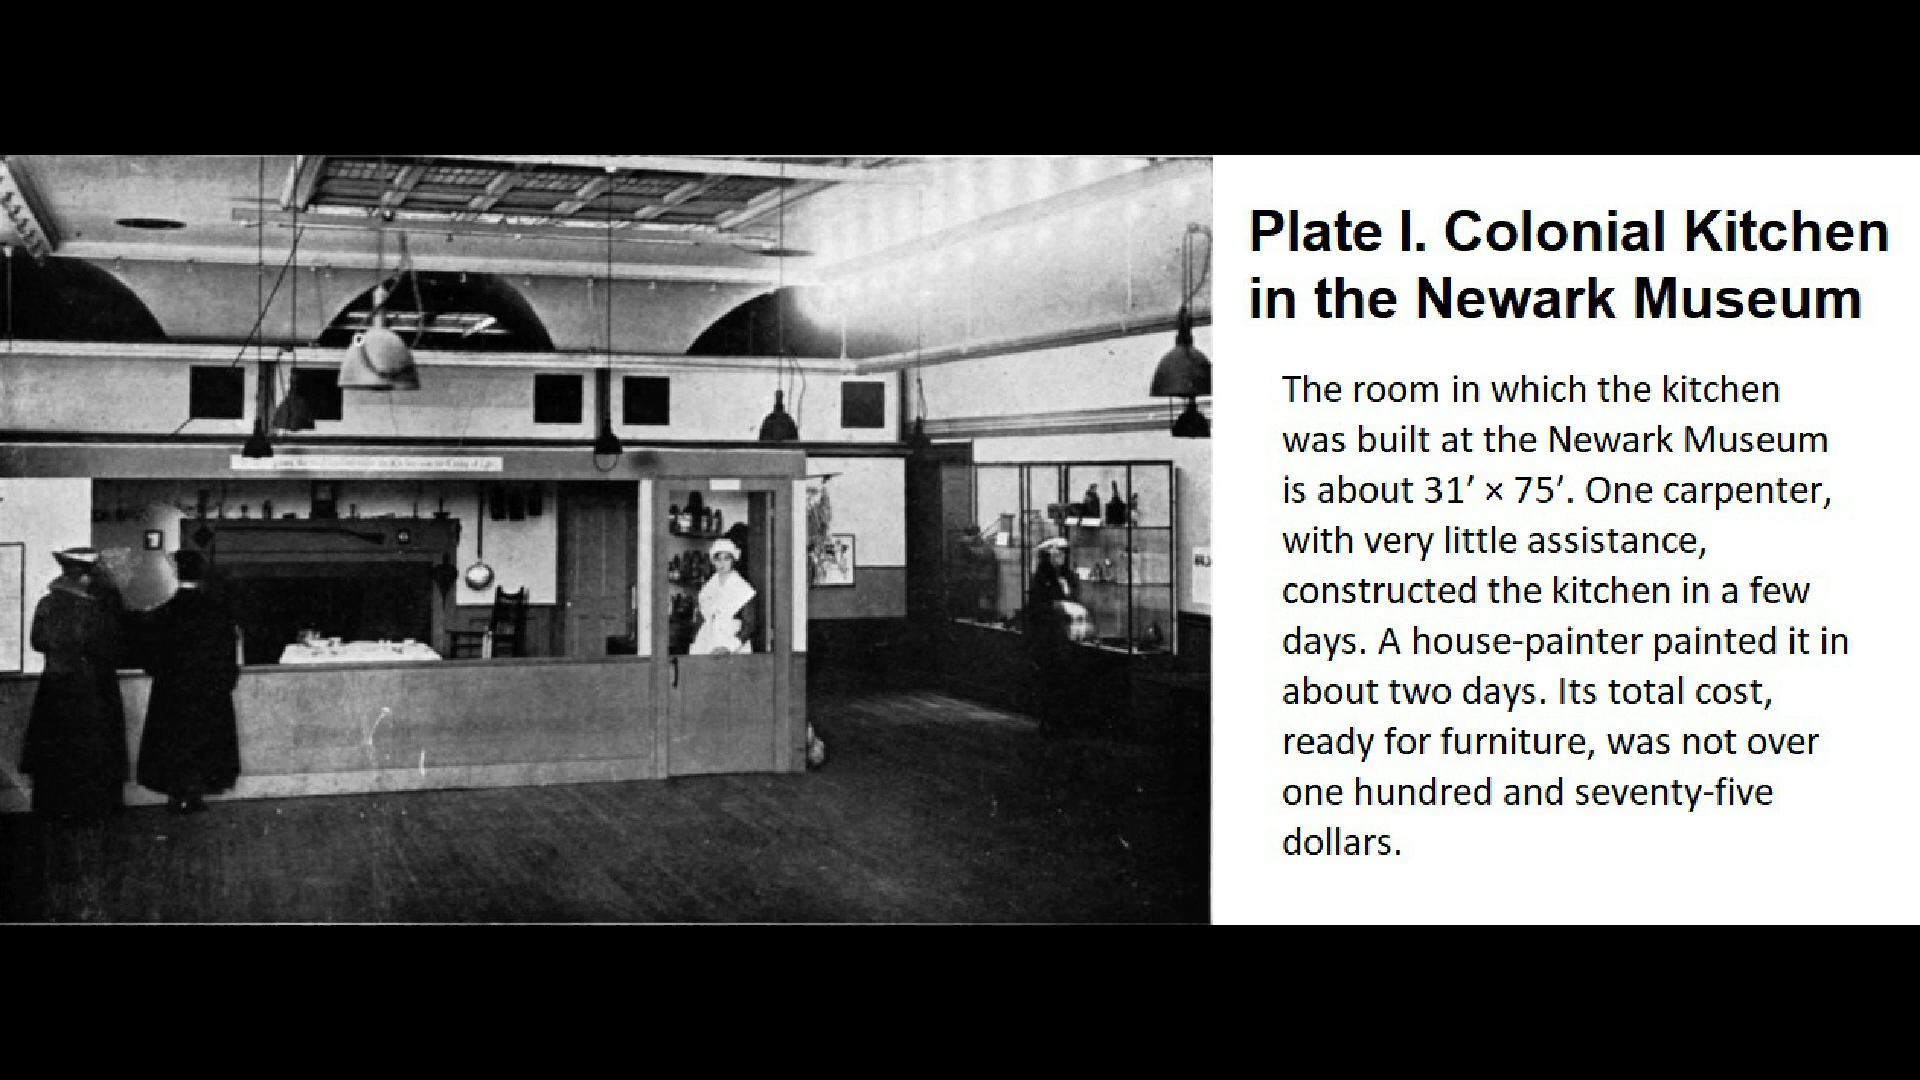 Plate I. Colonial Kitchen
in the Newark Museum
The room in which the kitchen
was built at the Newark Museum
is about 31′ × 75′. One carpenter,
with very little assistance,
constructed the kitchen in a few
days. A house-painter painted it in
about two days. Its total cost,
ready for furniture, was not over
one hundred and seventy-five
dollars.